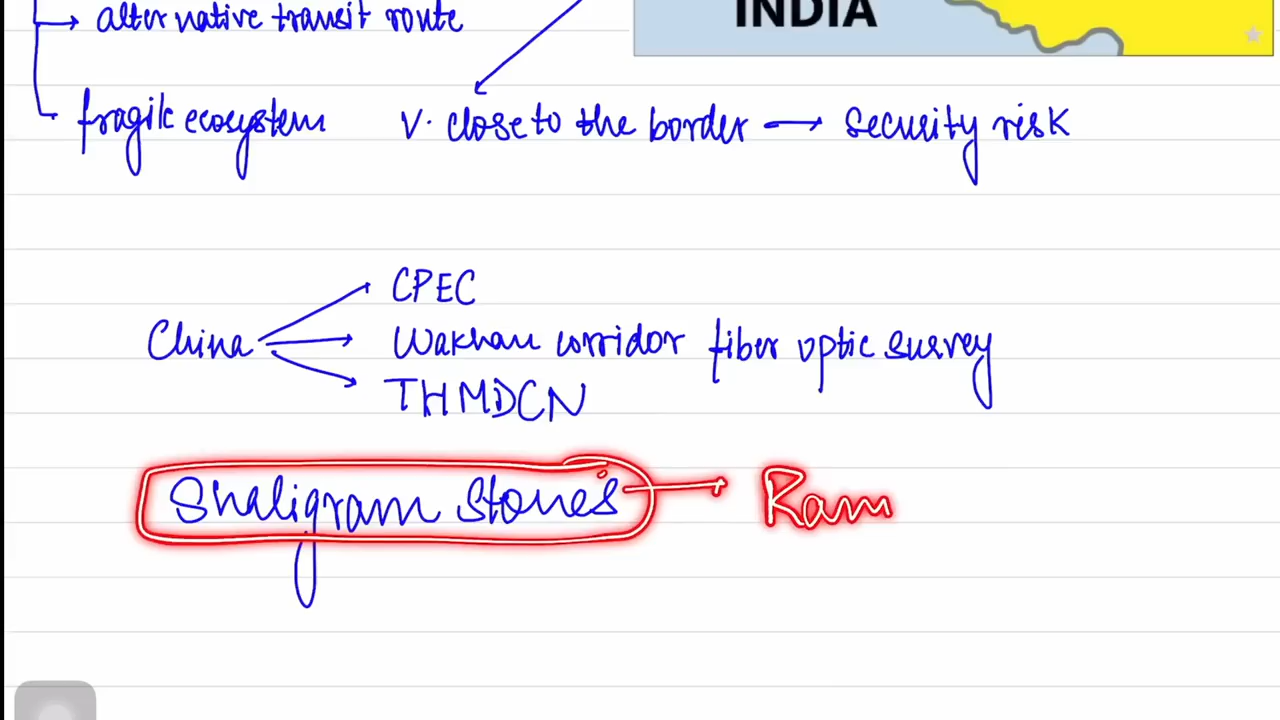 alternative transit route
INDIA
fragile ecosystem V. close to the border → security risk
CPEC
China Wakhan corridor fiber optic survey
THMDCN
Shaligram Stones → Ram